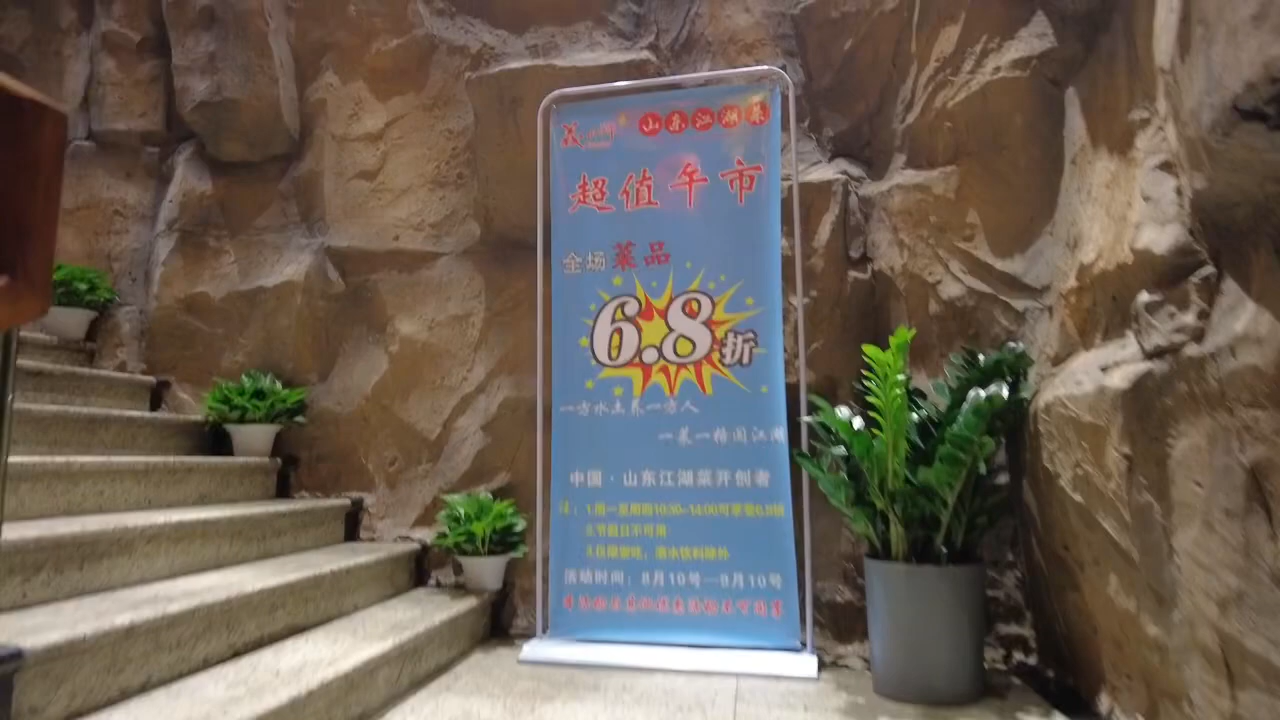 山东江湖菜
超值午市
全场菜品
6.8折
一方水土养一方人
一菜一格闯江湖
中国·山东江湖菜开创者
注：1.周一至周四10:30-14:00可享受6.8折
2.节假日不可用
3.仅限堂吃，酒水饮料除外
活动时间：8月10号—9月10号